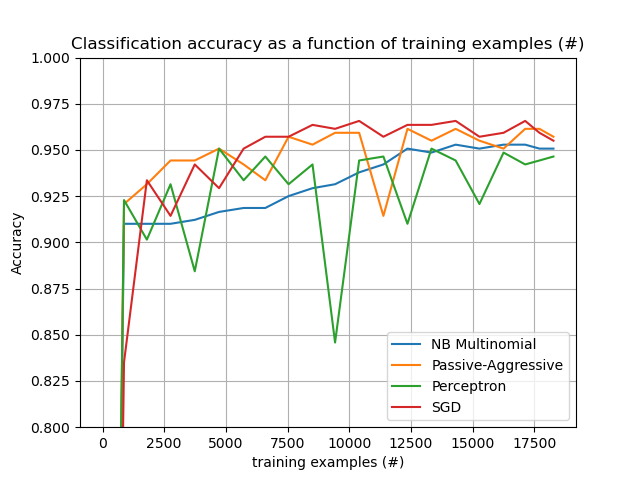 Classification accuracy as a function of training examples (#)
1.000
0.975
0.950
0.925
0.900
0.875
0.850
0.825
0.800
Accuracy
NB Multinomial
Passive-Aggressive
Perceptron
SGD
0 2500 5000 7500 10000 12500 15000 17500
training examples (#)